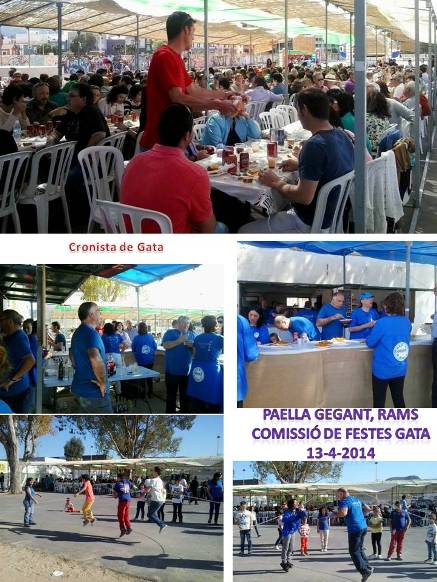 Cronista de Gata
PAELLA GEGANT, RAMS
COMISSIÓ DE FESTES GATA
13-4-2014